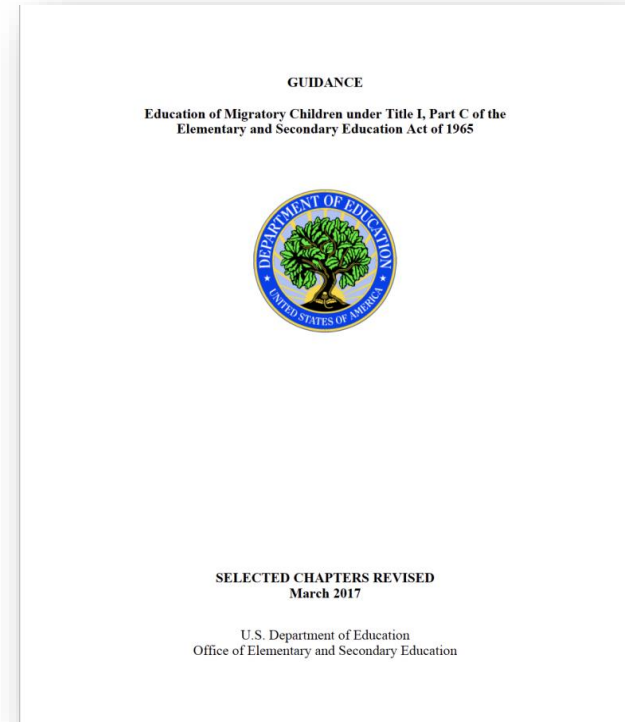 GUIDANCE
Education of Migratory Children under Title I, Part C of the
Elementary and Secondary Education Act of 1965
DEPARTMENT OF EDUCATION
UNITED STATES OF AMERICA
SELECTED CHAPTERS REVISED
March 2017
U.S. Department of Education
Office of Elementary and Secondary Education